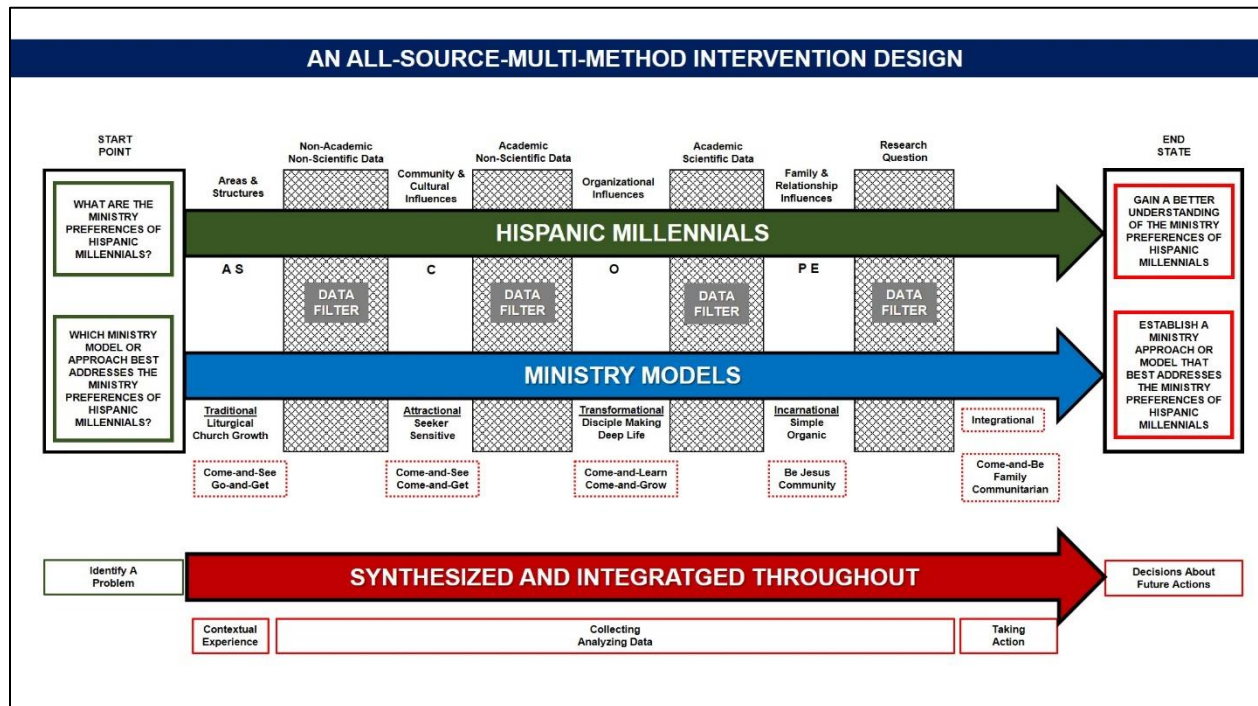 AN ALL-SOURCE-MULTI-METHOD INTERVENTION DESIGN
START
POINT
Non-Academic
Non-Scientific Data
Academic
Non-Scientific Data
Academic
Scientific Data
Research
Question
END
STATE
Areas &
Structures
Community &
Cultural
Influences
Organizational
Influences
Family &
Relationship
Influences
WHAT ARE THE
MINISTRY
PREFERENCES OF
HISPANIC
MILLENNIALS?
HISPANIC MILLENNIALS
GAIN A BETTER
UNDERSTANDING
OF THE MINISTRY
PREFERENCES OF
HISPANIC
MILLENNIALS
A S
C
O
P E
DATA
FILTER
DATA
FILTER
DATA
FILTER
DATA
FILTER
WHICH MINISTRY
MODEL OR
APPROACH BEST
ADDRESSES THE
MINISTRY
PREFERENCES OF
HISPANIC
MILLENNIALS?
MINISTRY MODELS
ESTABLISH A
MINISTRY
APPROACH OR
MODEL THAT
BEST ADDRESSES
THE MINISTRY
PREFERENCES OF
HISPANIC
MILLENNIALS
Traditional
Liturgical
Church Growth
Attractional
Seeker
Sensitive
Transformational
Disciple Making
Deep Life
Incarnational
Simple
Organic
Integrational
Come-and-See
Go-and-Get
Come-and-See
Come-and-Get
Come-and-Learn
Come-and-Grow
Be Jesus
Community
Come-and-Be
Family
Communitarian
Identify A
Problem
SYNTHESIZED AND INTEGRATGED THROUGHOUT
Decisions About
Future Actions
Contextual
Experience
Collecting
Analyzing Data
Taking
Action